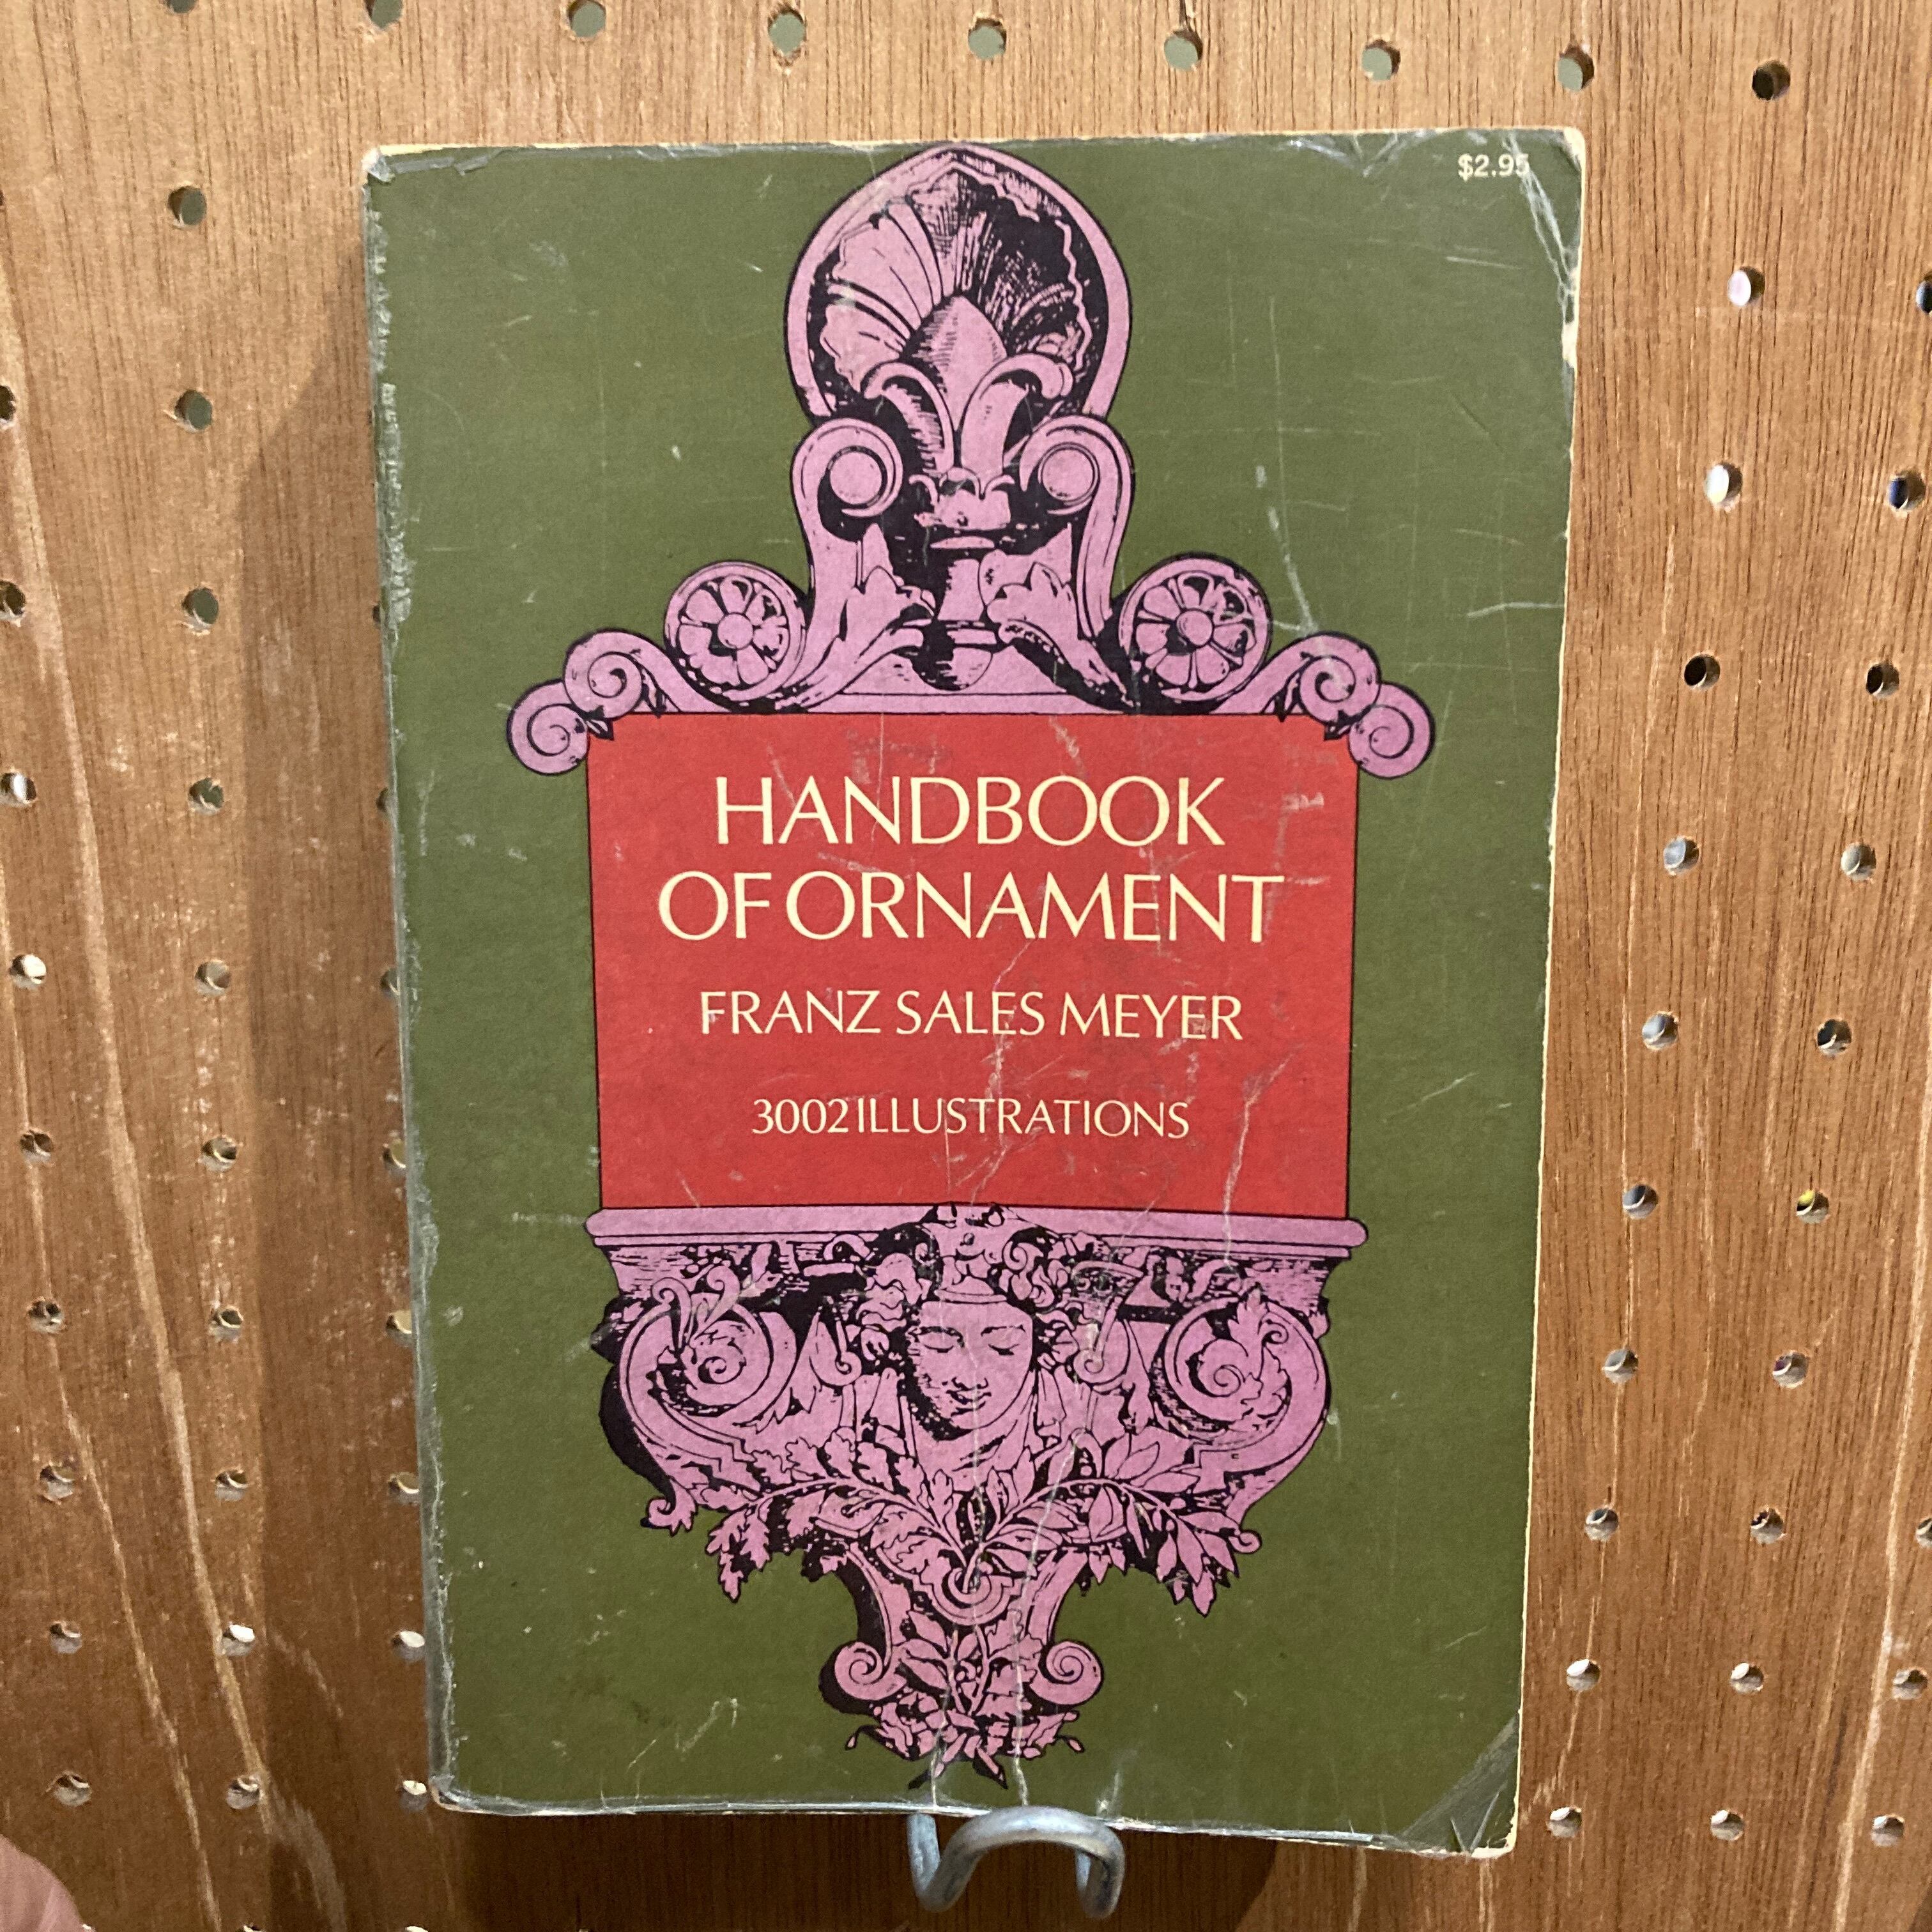 $2.95
HANDBOOK
OF ORNAMENT
FRANZ SALES MEYER
3002 ILLUSTRATIONS